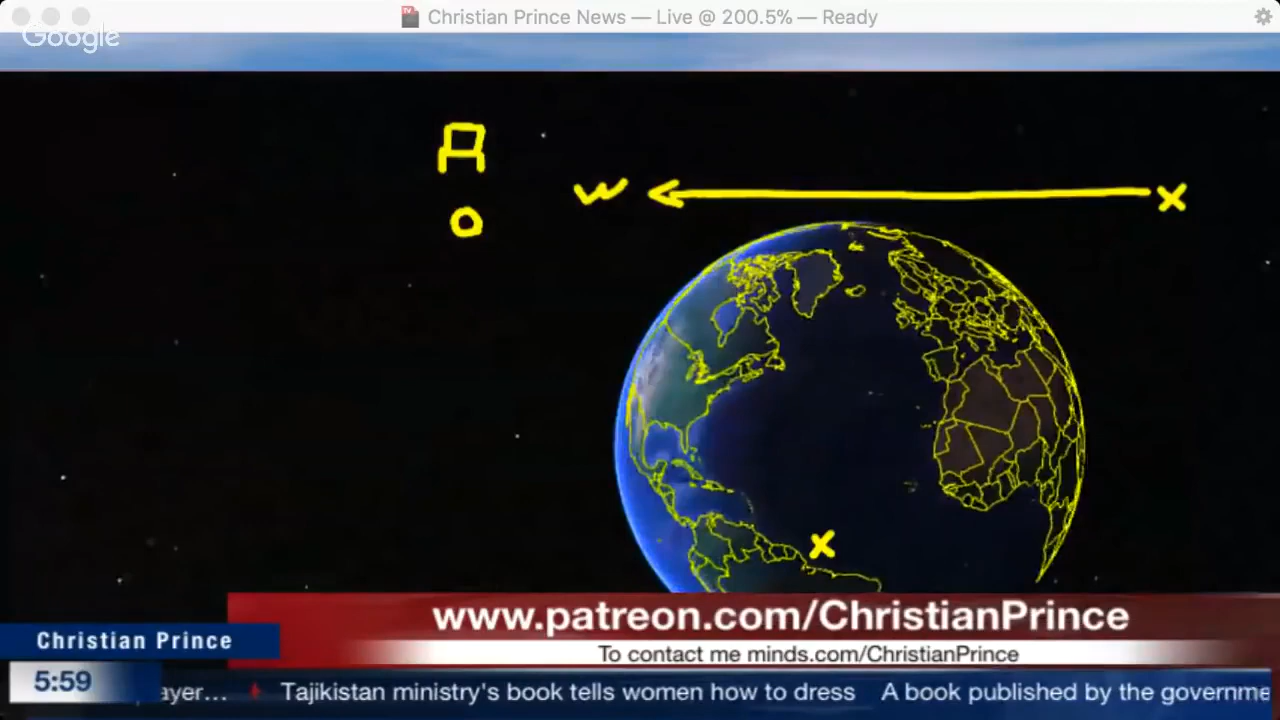 Christian Prince News — Live @ 200.5% — Ready
Google
W X
O
X
www.patreon.com/ChristianPrince
To contact me minds.com/ChristianPrince
Christian Prince
5:59
ayer... Tajikistan ministry's book tells women how to dress A book published by the governme